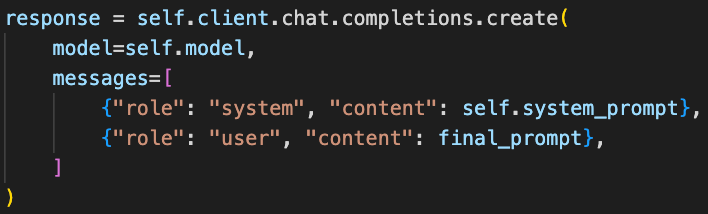 response = self.client.chat.completions.create(
    model=self.model,
    messages=[
        {"role": "system", "content": self.system_prompt},
        {"role": "user", "content": final_prompt},
    ]
)